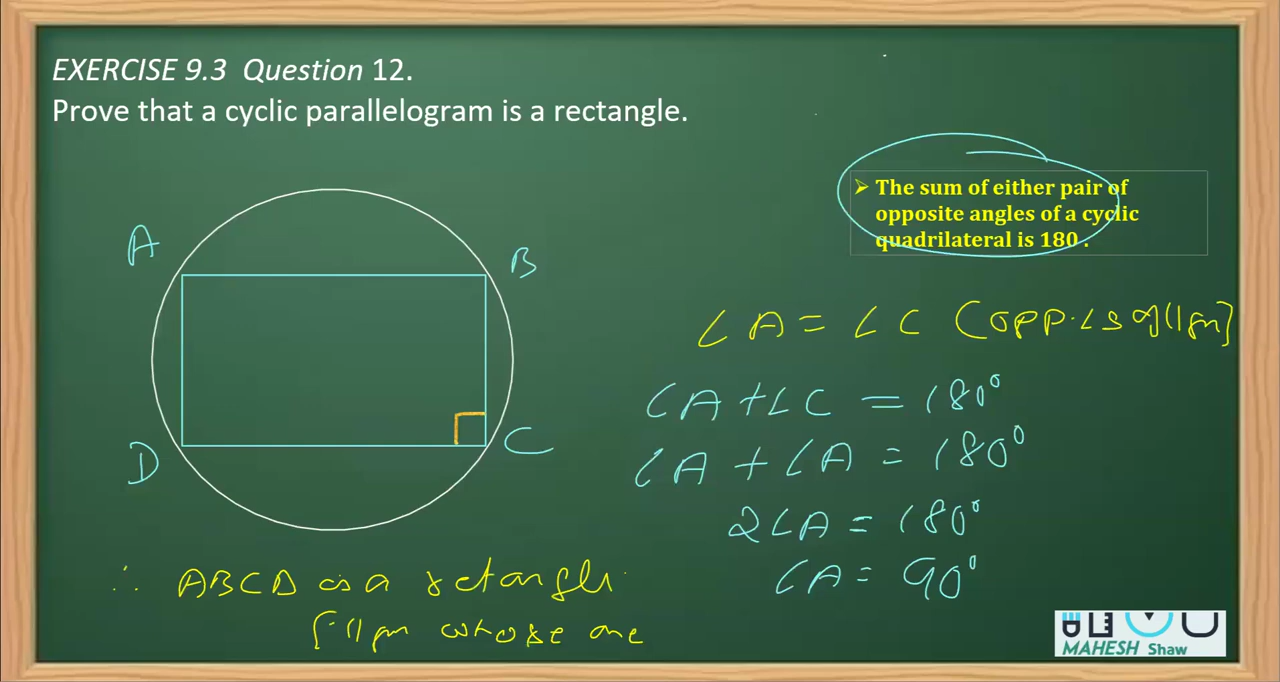 EXERCISE 9.3 Question 12.
Prove that a cyclic parallelogram is a rectangle.
➢ The sum of either pair of
opposite angles of a cyclic
quadrilateral is 180 .
A
B
D
C
∠A = ∠C (opp. ∠s of ||gm)
∠A + ∠C = 180°
∠A + ∠A = 180°
2∠A = 180°
∠A = 90°
∴ ABCD is a rectangle
[∵ ||gm whose one
MAHESH Shaw